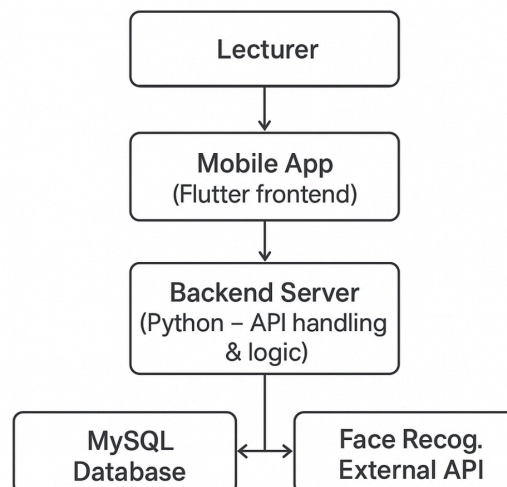 Lecturer
Mobile App
(Flutter frontend)
Backend Server
(Python – API handling
& logic)
MySQL
Database
Face Recog.
External API